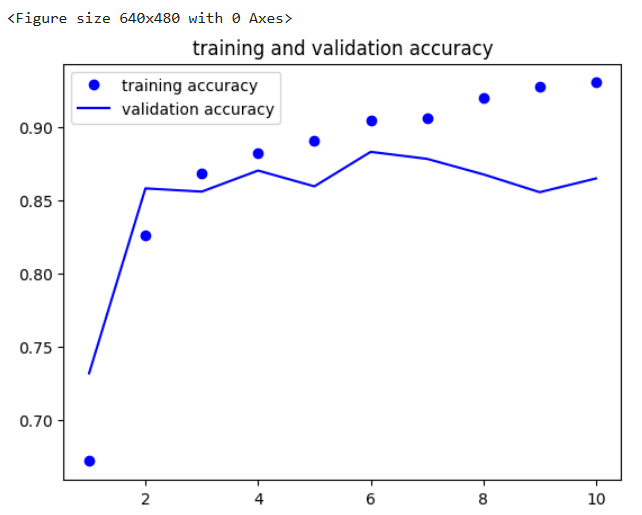 <Figure size 640x480 with 0 Axes>
training and validation accuracy
training accuracy
validation accuracy
0.90
0.85
0.80
0.75
0.70
2 4 6 8 10